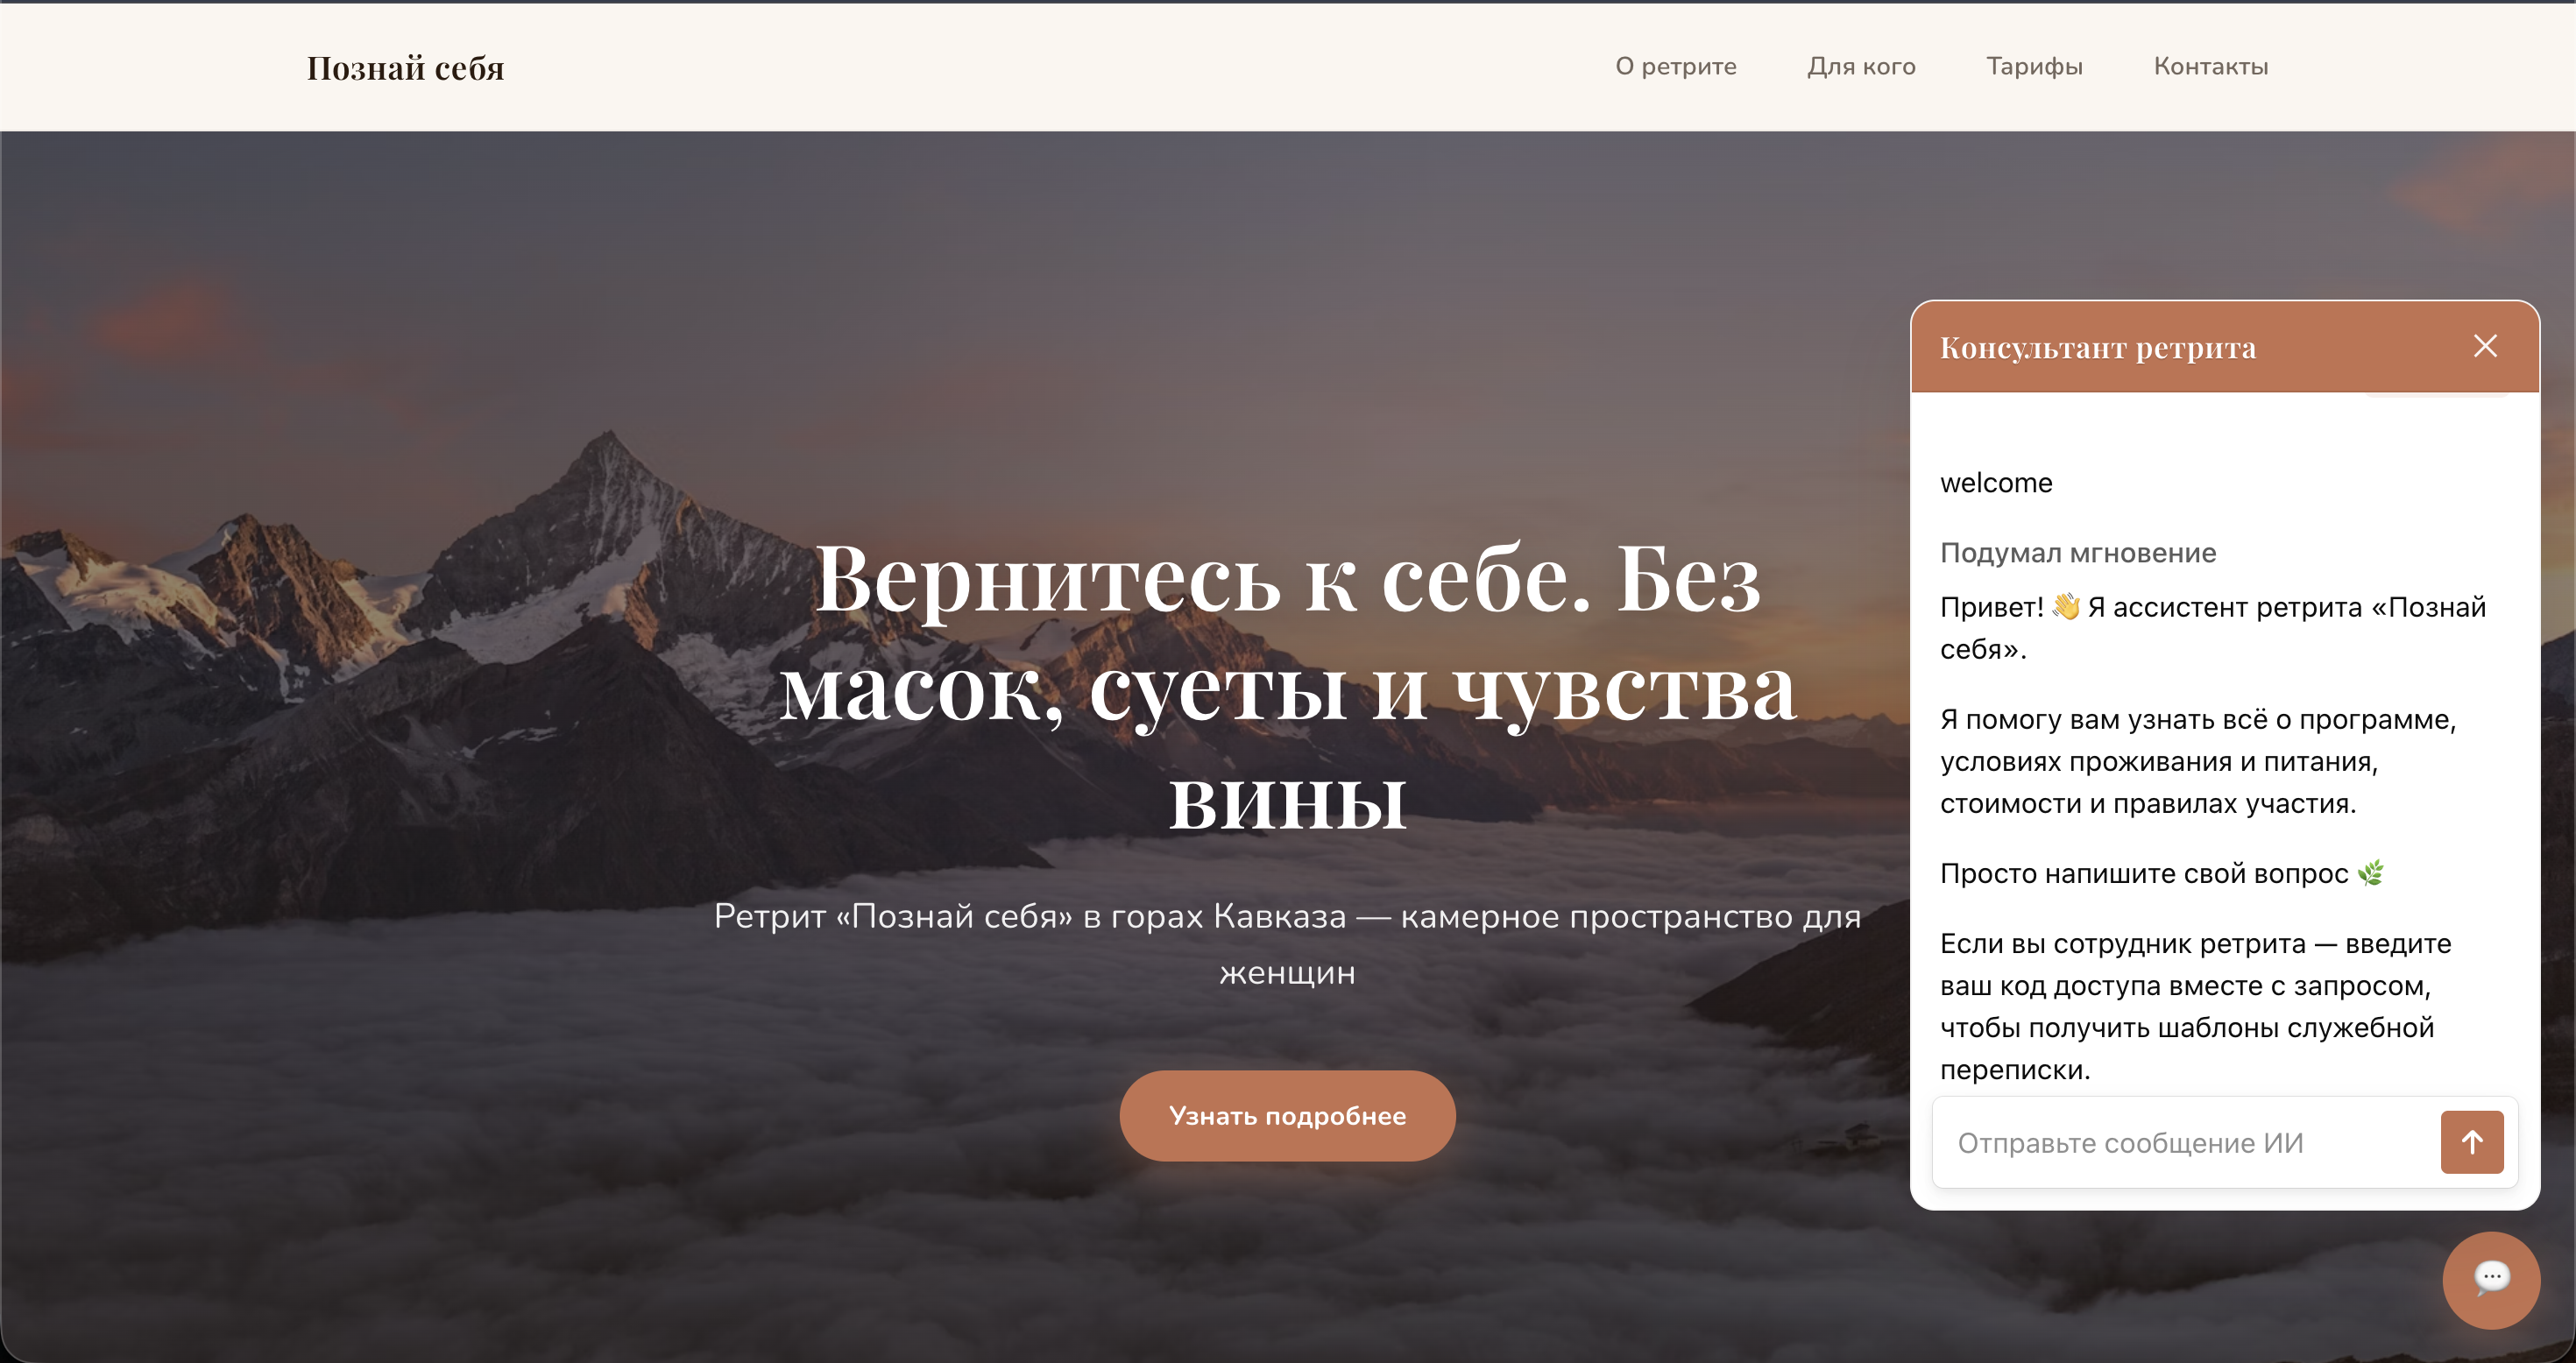 Познай себя
О ретрите
Для кого
Тарифы
Контакты
Вернитесь к себе. Без
масок, суеты и чувства
вины
Ретрит «Познай себя» в горах Кавказа — камерное пространство для
женщин
Узнать подробнее
Консультант ретрита
welcome
Подумал мгновение
Привет! 👋 Я ассистент ретрита «Познай
себя».
Я помогу вам узнать всё о программе,
условиях проживания и питания,
стоимости и правилах участия.
Просто напишите свой вопрос 🌿
Если вы сотрудник ретрита — введите
ваш код доступа вместе с запросом,
чтобы получить шаблоны служебной
переписки.
Отправьте сообщение ИИ